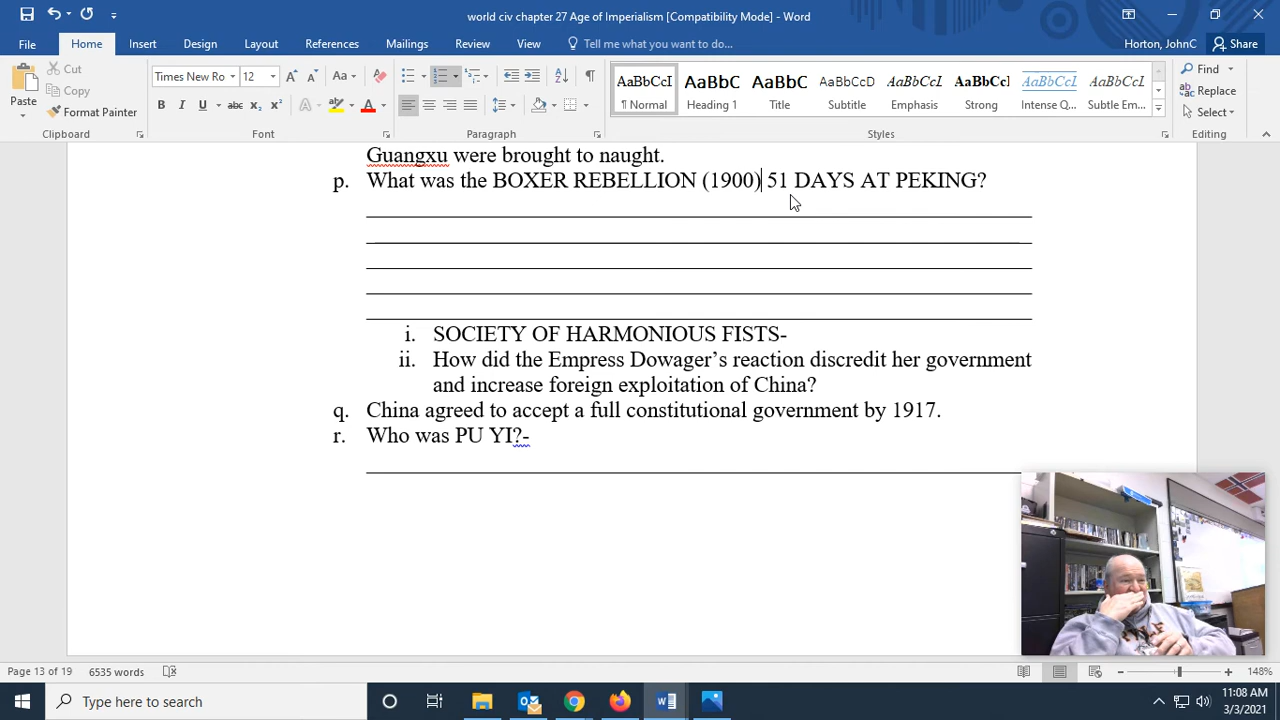 world civ chapter 27 Age of Imperialism [Compatibility Mode] - Word
File Home Insert Design Layout References Mailings Review View Tell me what you want to do... Horton, JohnC Share
Paste
Cut
Copy
Format Painter
Clipboard
Times New Ro 12
Font
Paragraph
AaBbCcI AaBbC AaBbC AaBbCcD AaBbCcI AaBbCcI AaBbCcI AaBbCcI
¶ Normal Heading 1 Title Subtitle Emphasis Strong Intense Q... Subtle Em...
Styles
Find
Replace
Select
Editing
Guangxu were brought to naught.
p. What was the BOXER REBELLION (1900) 51 DAYS AT PEKING?
i. SOCIETY OF HARMONIOUS FISTS-
ii. How did the Empress Dowager’s reaction discredit her government
and increase foreign exploitation of China?
q. China agreed to accept a full constitutional government by 1917.
r. Who was PU YI?-
Page 13 of 19 6535 words 148%
Type here to search
11:08 AM
3/3/2021